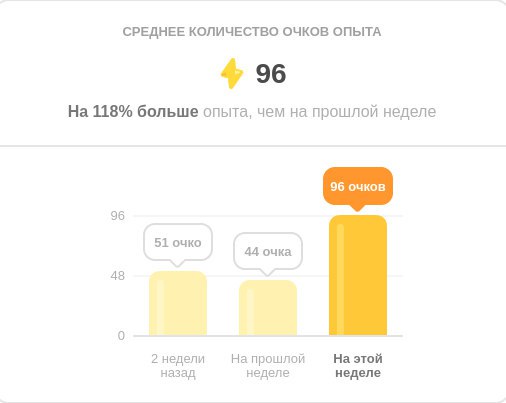 СРЕДНЕЕ КОЛИЧЕСТВО ОЧКОВ ОПЫТА
96
На 118% больше опыта, чем на прошлой неделе
96 очков
96
51 очко
44 очка
48
0
2 недели назад
На прошлой неделе
На этой неделе